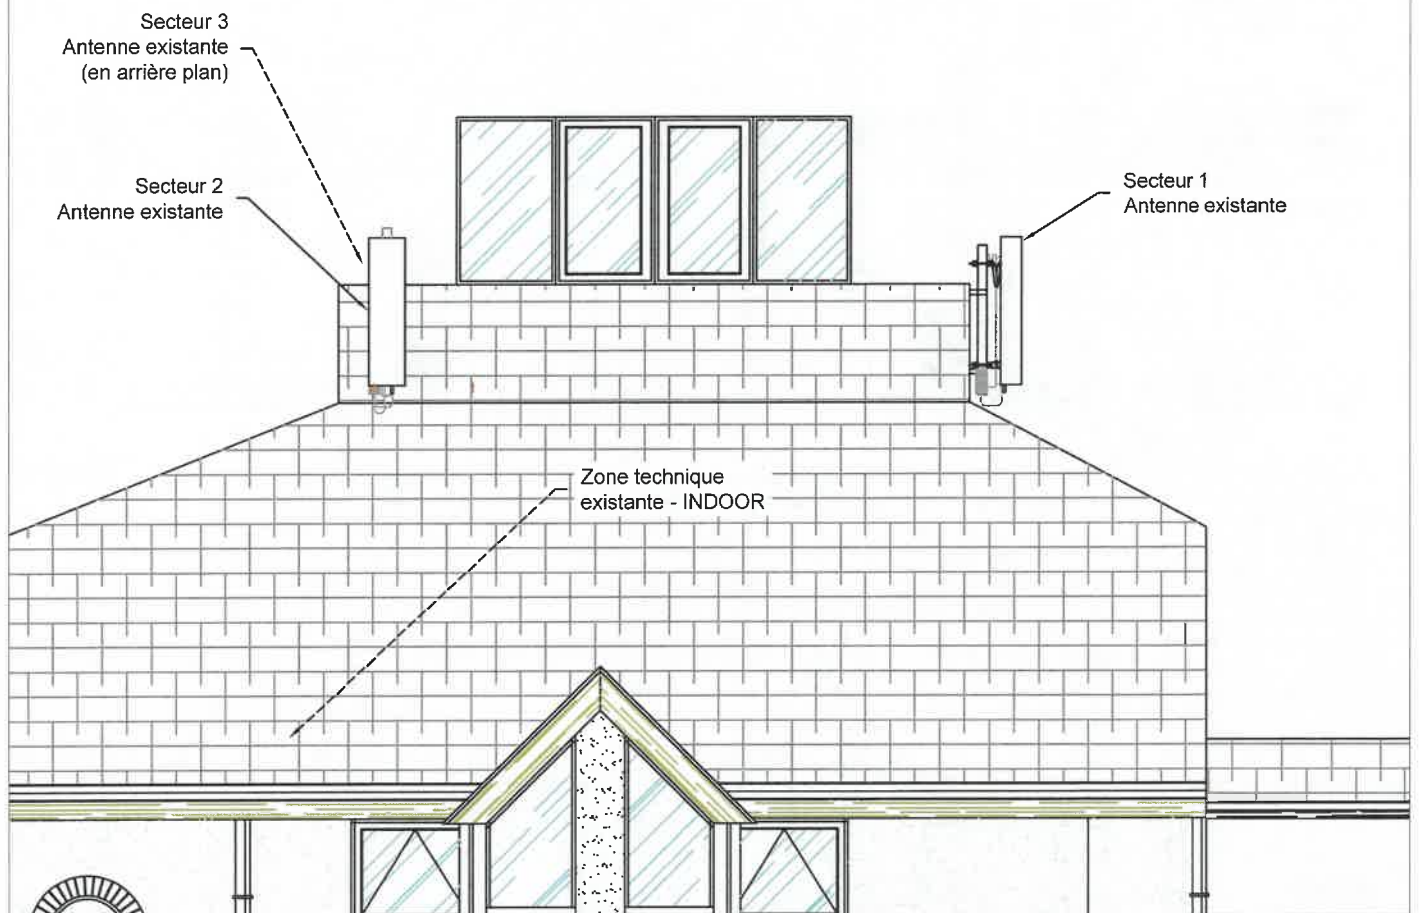 Secteur 3
Antenne existante
(en arrière plan)
Secteur 2
Antenne existante
Secteur 1
Antenne existante
Zone technique
existante - INDOOR